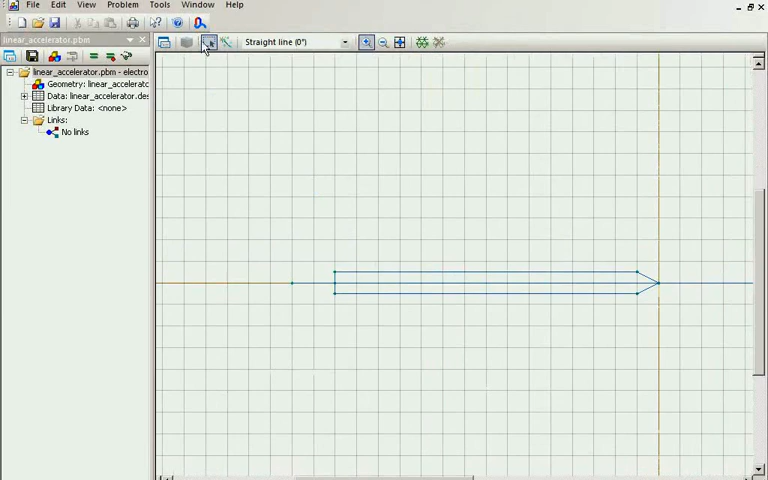 File Edit View Problem Tools Window Help
Straight line (0°)
linear_accelerator.pbm
linear_accelerator.pbm - electro
Geometry: linear_accelerato
Data: linear_accelerator.des
Library Data: <none>
Links:
No links